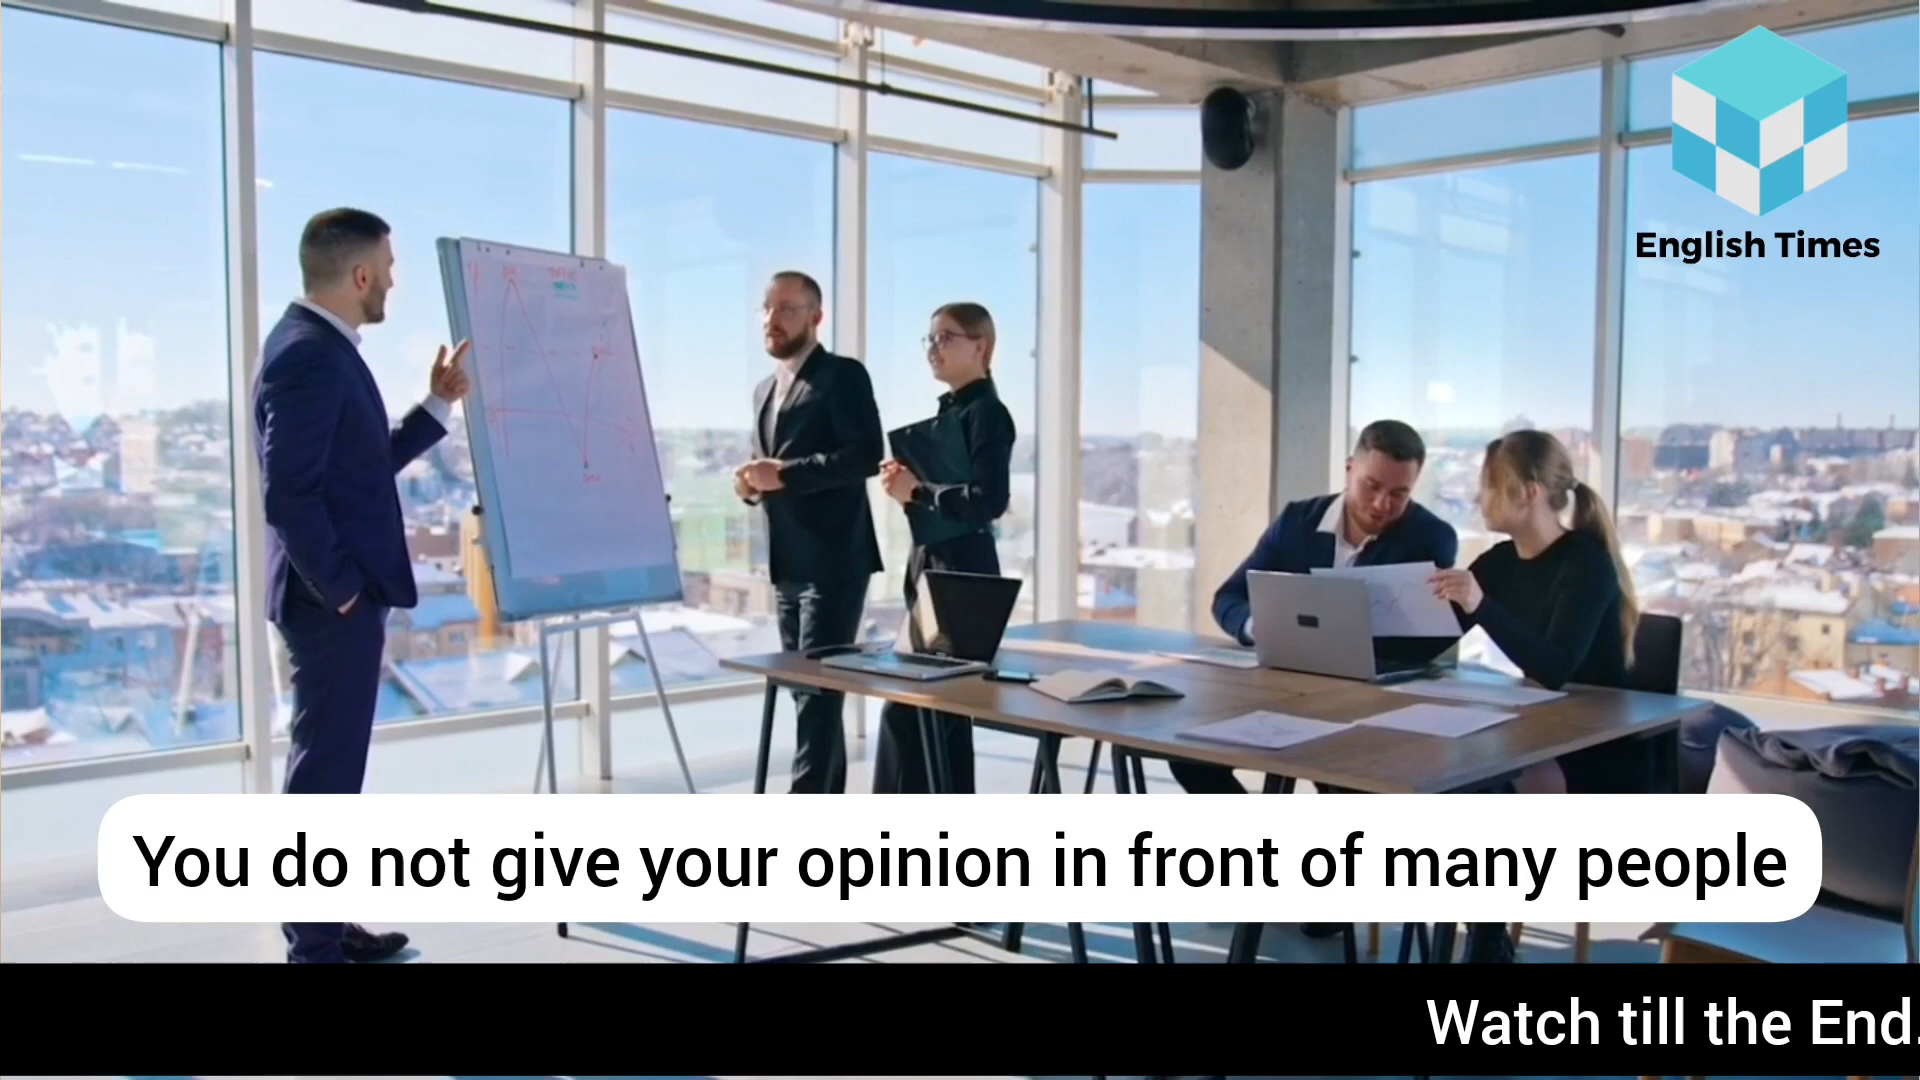 English Times
You do not give your opinion in front of many people
Watch till the End.